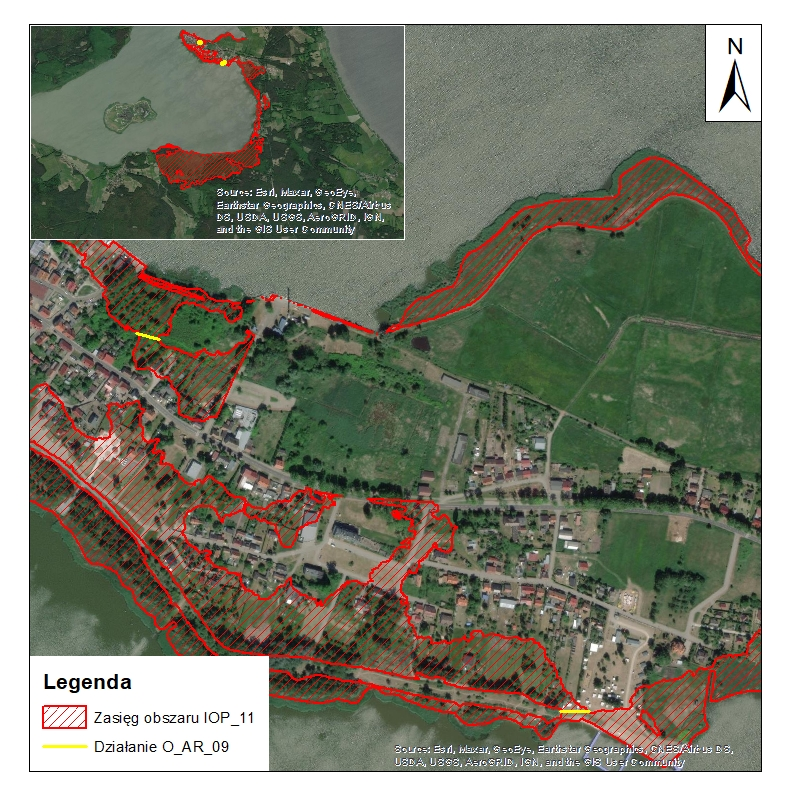 N
Source: Esri, Maxar, GeoEye,
Earthstar Geographics, CNES/Airbus
DS, USDA, USGS, AeroGRID, IGN,
and the GIS User Community
Legenda
Zasięg obszaru IOP_11
Działanie O_AR_09
Source: Esri, Maxar, GeoEye, Earthstar Geographics, CNES/Airbus DS,
USDA, USGS, AeroGRID, IGN, and the GIS User Community